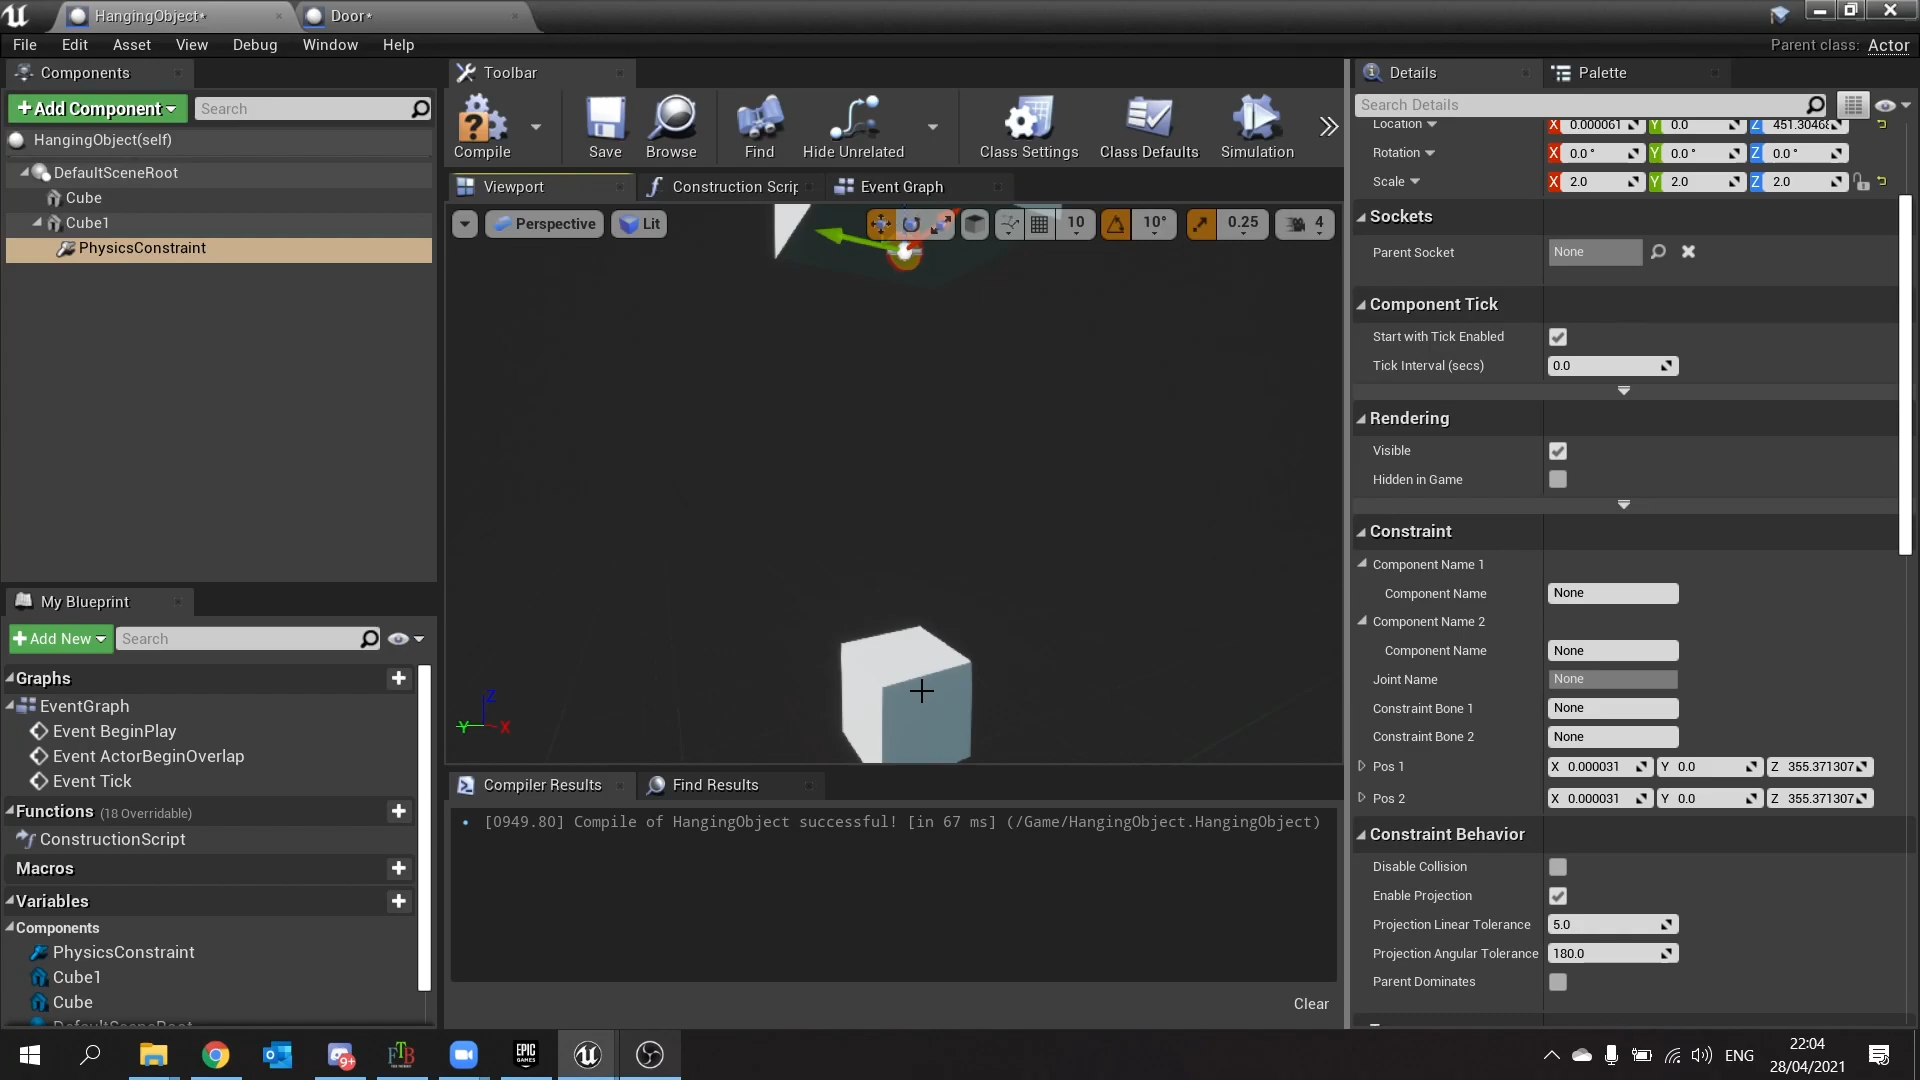 HangingObject*
Door*
File Edit Asset View Debug Window Help
Parent class: Actor
Components
+Add Component
Search
HangingObject(self)
DefaultSceneRoot
Cube
Cube1
PhysicsConstraint
My Blueprint
+Add New
Search
Graphs
EventGraph
Event BeginPlay
Event ActorBeginOverlap
Event Tick
Functions (18 Overridable)
ConstructionScript
Macros
Variables
Components
PhysicsConstraint
Cube1
Cube
DefaultSceneRoot
Toolbar
Compile Save Browse Find Hide Unrelated Class Settings Class Defaults Simulation
Viewport Construction Scrip Event Graph
Perspective Lit 10 10° 0.25 4
Z
Y X
Compiler Results Find Results
[0949.80] Compile of HangingObject successful! [in 67 ms] (/Game/HangingObject.HangingObject)
Clear
Details Palette
Search Details
Location X 0.000061 Y 0.0 Z
Rotation X 0.0 ° Y 0.0 ° Z 0.0 °
Scale X 2.0 Y 2.0 Z 2.0
Sockets
Parent Socket None
Component Tick
Start with Tick Enabled
Tick Interval (secs) 0.0
Rendering
Visible
Hidden in Game
Constraint
Component Name 1
Component Name None
Component Name 2
Component Name None
Joint Name None
Constraint Bone 1 None
Constraint Bone 2 None
Pos 1 X 0.000031 Y 0.0 Z 355.371307
Pos 2 X 0.000031 Y 0.0 Z 355.371307
Constraint Behavior
Disable Collision
Enable Projection
Projection Linear Tolerance 5.0
Projection Angular Tolerance 180.0
Parent Dominates
9+
FTB
EPIC GAMES
ENG
22:04
28/04/2021